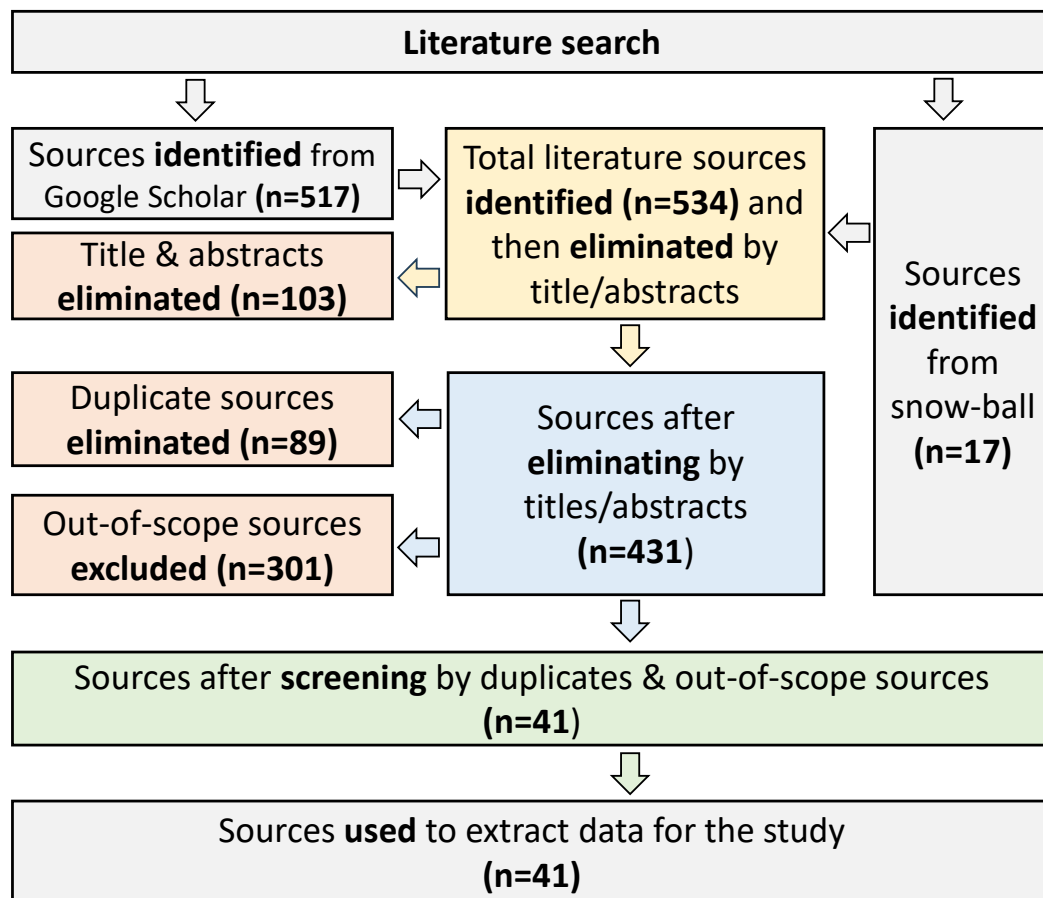 Literature search
Sources identified from
Google Scholar (n=517)
Total literature sources
identified (n=534) and
then eliminated by
title/abstracts
Title & abstracts
eliminated (n=103)
Sources
identified
from
snow-ball
(n=17)
Duplicate sources
eliminated (n=89)
Sources after
eliminating by
titles/abstracts
(n=431)
Out-of-scope sources
excluded (n=301)
Sources after screening by duplicates & out-of-scope sources
(n=41)
Sources used to extract data for the study
(n=41)